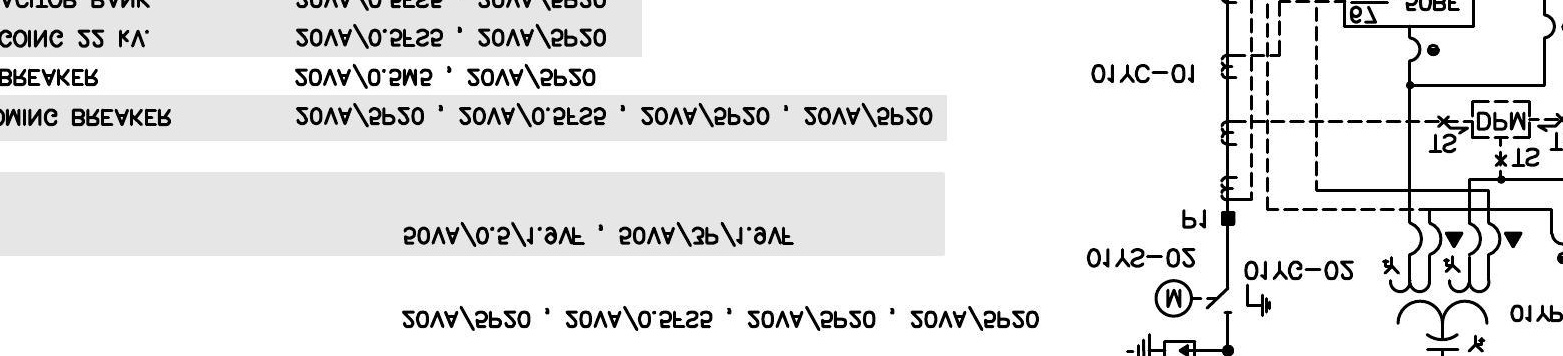 20VA/5P20 , 20VA/0.5FS5 , 20VA/5P20 , 20VA/5P20
50VA/0.5/1.9VF , 50VA/3P/1.9VF
OMING BREAKER 20VA/5P20 , 20VA/0.5FS5 , 20VA/5P20 , 20VA/5P20
BREAKER 20VA/0.5M5 , 20VA/5P20
GOING 22 kV. 20VA/0.5FS5 , 20VA/5P20
ACITOR BANK 20VA/0.5FS5 , 20VA/5P20
01YP
M
01YG-02
01YS-02
P1
TS
TS
DPM
01YC-01
67
50BF